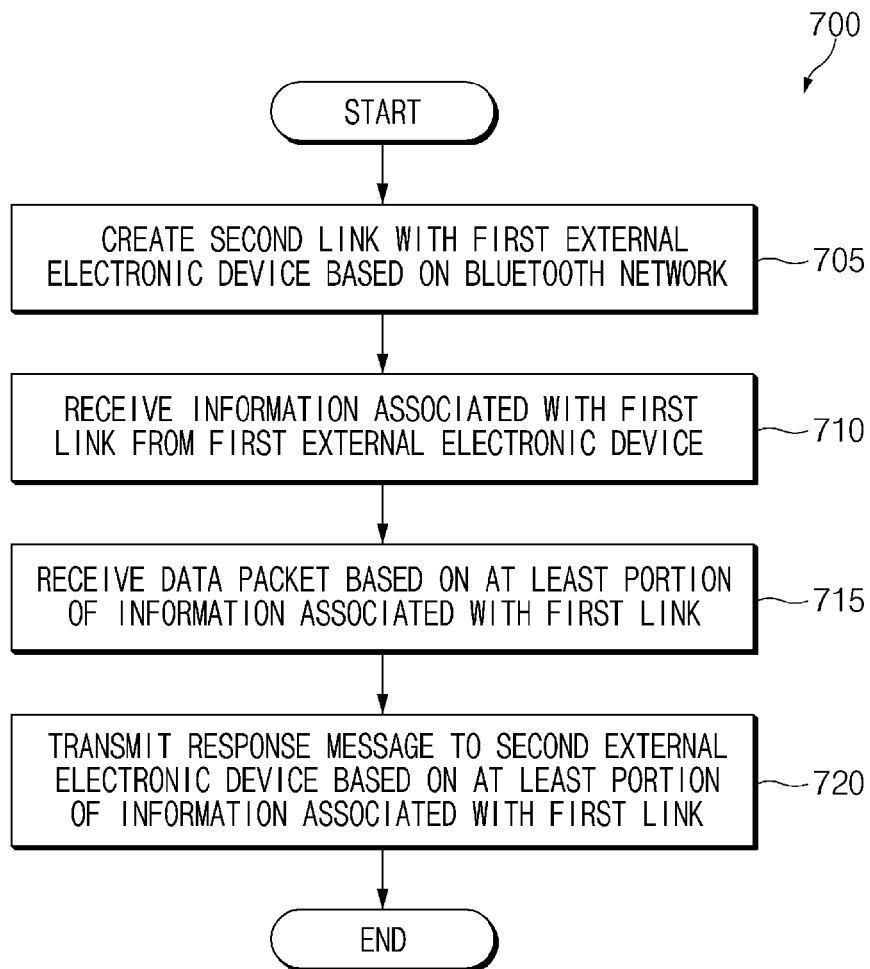 700
START
CREATE SECOND LINK WITH FIRST EXTERNAL
ELECTRONIC DEVICE BASED ON BLUETOOTH NETWORK
705
RECEIVE INFORMATION ASSOCIATED WITH FIRST
LINK FROM FIRST EXTERNAL ELECTRONIC DEVICE
710
RECEIVE DATA PACKET BASED ON AT LEAST PORTION
OF INFORMATION ASSOCIATED WITH FIRST LINK
715
TRANSMIT RESPONSE MESSAGE TO SECOND EXTERNAL
ELECTRONIC DEVICE BASED ON AT LEAST PORTION
OF INFORMATION ASSOCIATED WITH FIRST LINK
720
END